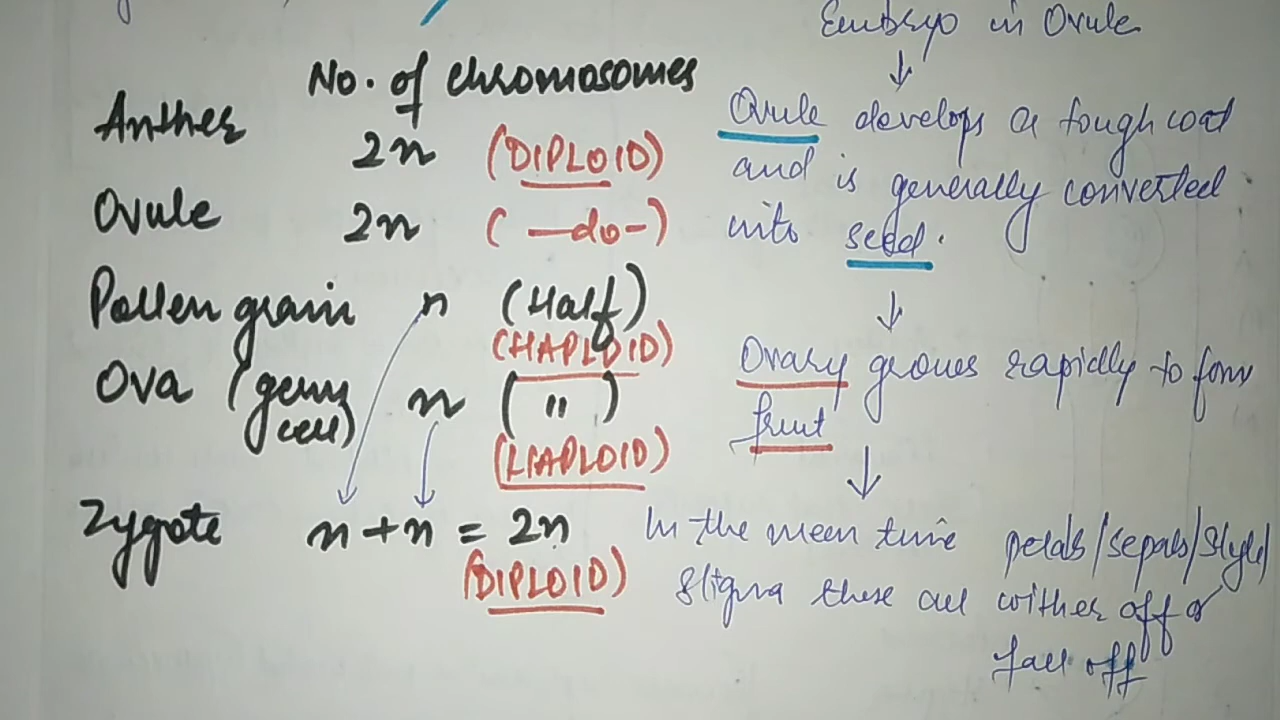 No. of chromosomes
Anther 2n (DIPLOID)
Ovule 2n ( —do-)
Pollen grain n (Half)
(HAPLOID)
Ova (germ cell) n ( " )
(HAPLOID)
Zygote n + n = 2n
(DIPLOID)
Embryo in Ovule
↓
Ovule develops a tough coat
and is generally converted
into seed.
↓
Ovary grows rapidly to form
fruit
↓
In the mean time petals/sepals/style/
stigma these all wither off or
fall off